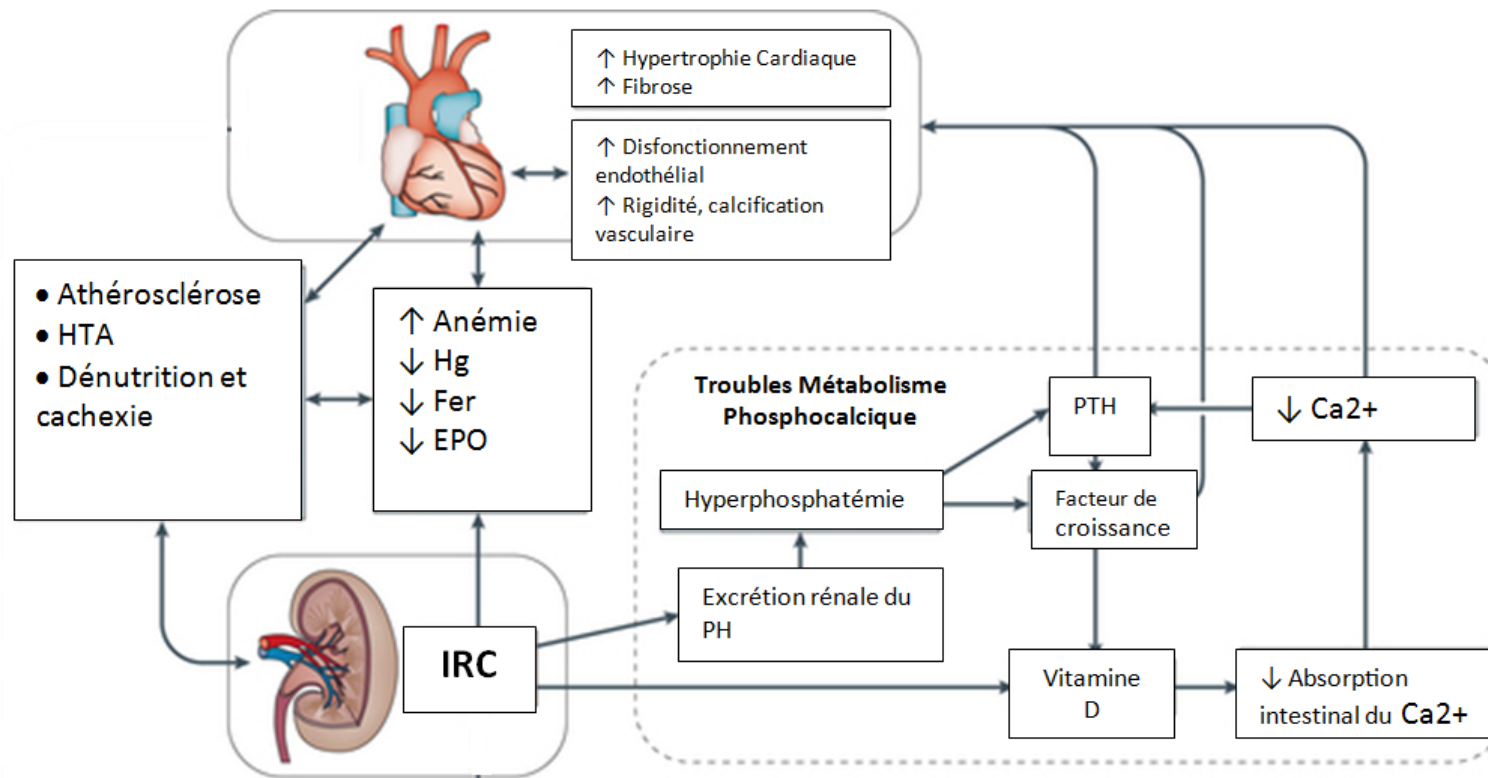 ↑ Hypertrophie Cardiaque
↑ Fibrose
↑ Disfonctionnement
endothélial
↑ Rigidité, calcification
vasculaire
• Athérosclérose
• HTA
• Dénutrition et
cachexie
↑ Anémie
↓ Hg
↓ Fer
↓ EPO
Troubles Métabolisme
Phosphocalcique
PTH
↓ Ca2+
Hyperphosphatémie
Facteur de
croissance
Excrétion rénale du
PH
IRC
Vitamine
D
↓ Absorption
intestinal du Ca2+